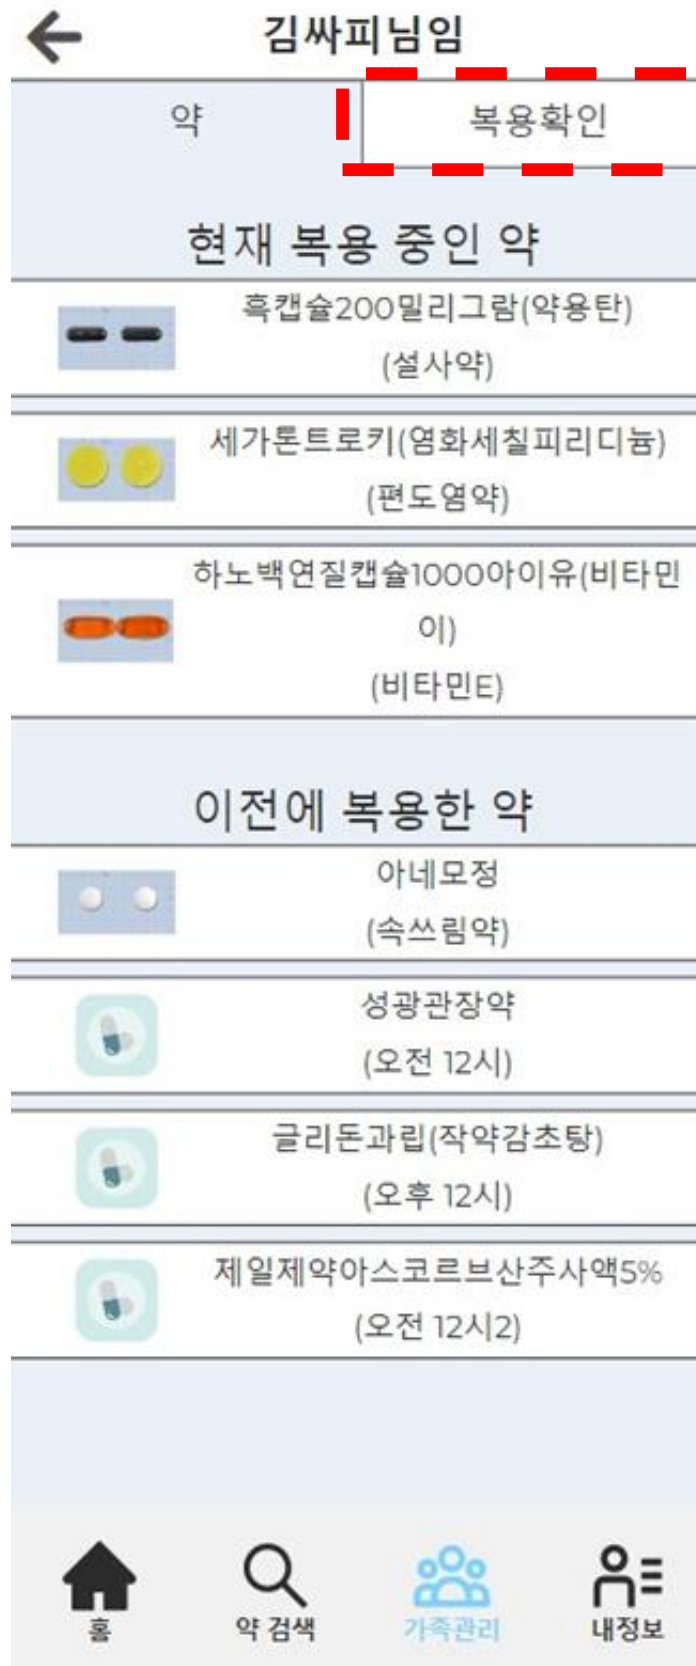 김싸피님임
약
복용확인
현재 복용 중인 약
흑캡슐200밀리그람(약용탄)
(설사약)
세가톤트로키(염화세칠피리디늄)
(편도염약)
하노백연질캡슐1000아이유(비타민
이)
(비타민E)
이전에 복용한 약
아네모정
(속쓰림약)
성광관장약
(오전 12시)
글리돈과립(작약감초탕)
(오후 12시)
제일제약아스코르브산주사액5%
(오전 12시2)
홈
약 검색
가족관리
내정보